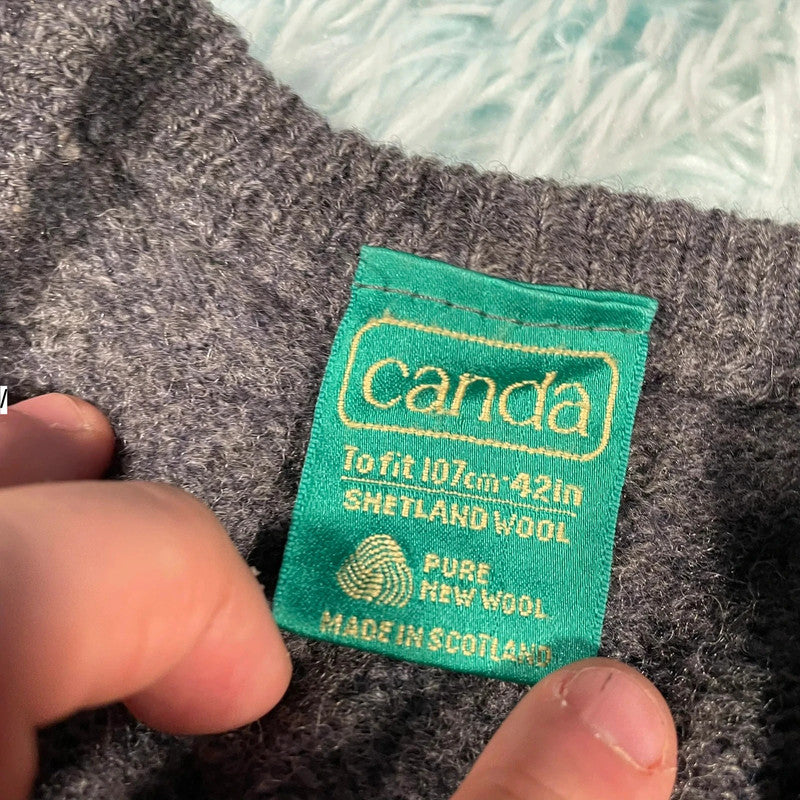 canda
To fit 107cm-42in
SHETLAND WOOL
PURE
NEW WOOL
MADE IN SCOTLAND